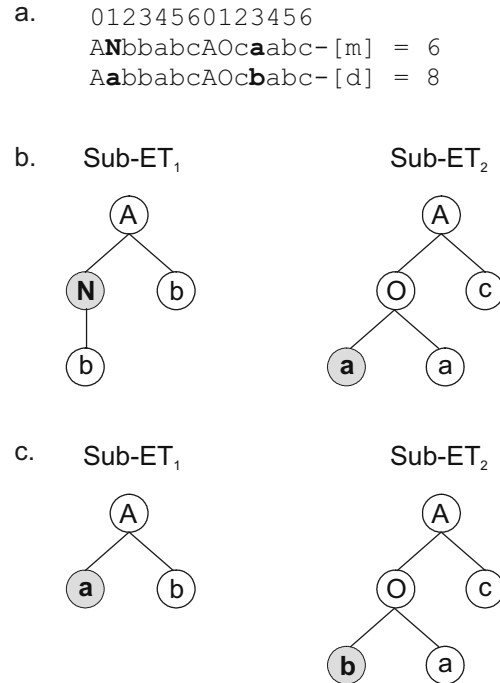 a.
01234560123456
ANbbabcAOcaabc-[m] = 6
AabbabcAOcbabc-[d] = 8
b.
Sub-ET₁ Sub-ET₂
A A
N b O c
b a a
c.
Sub-ET₁ Sub-ET₂
A A
a b O c
b a